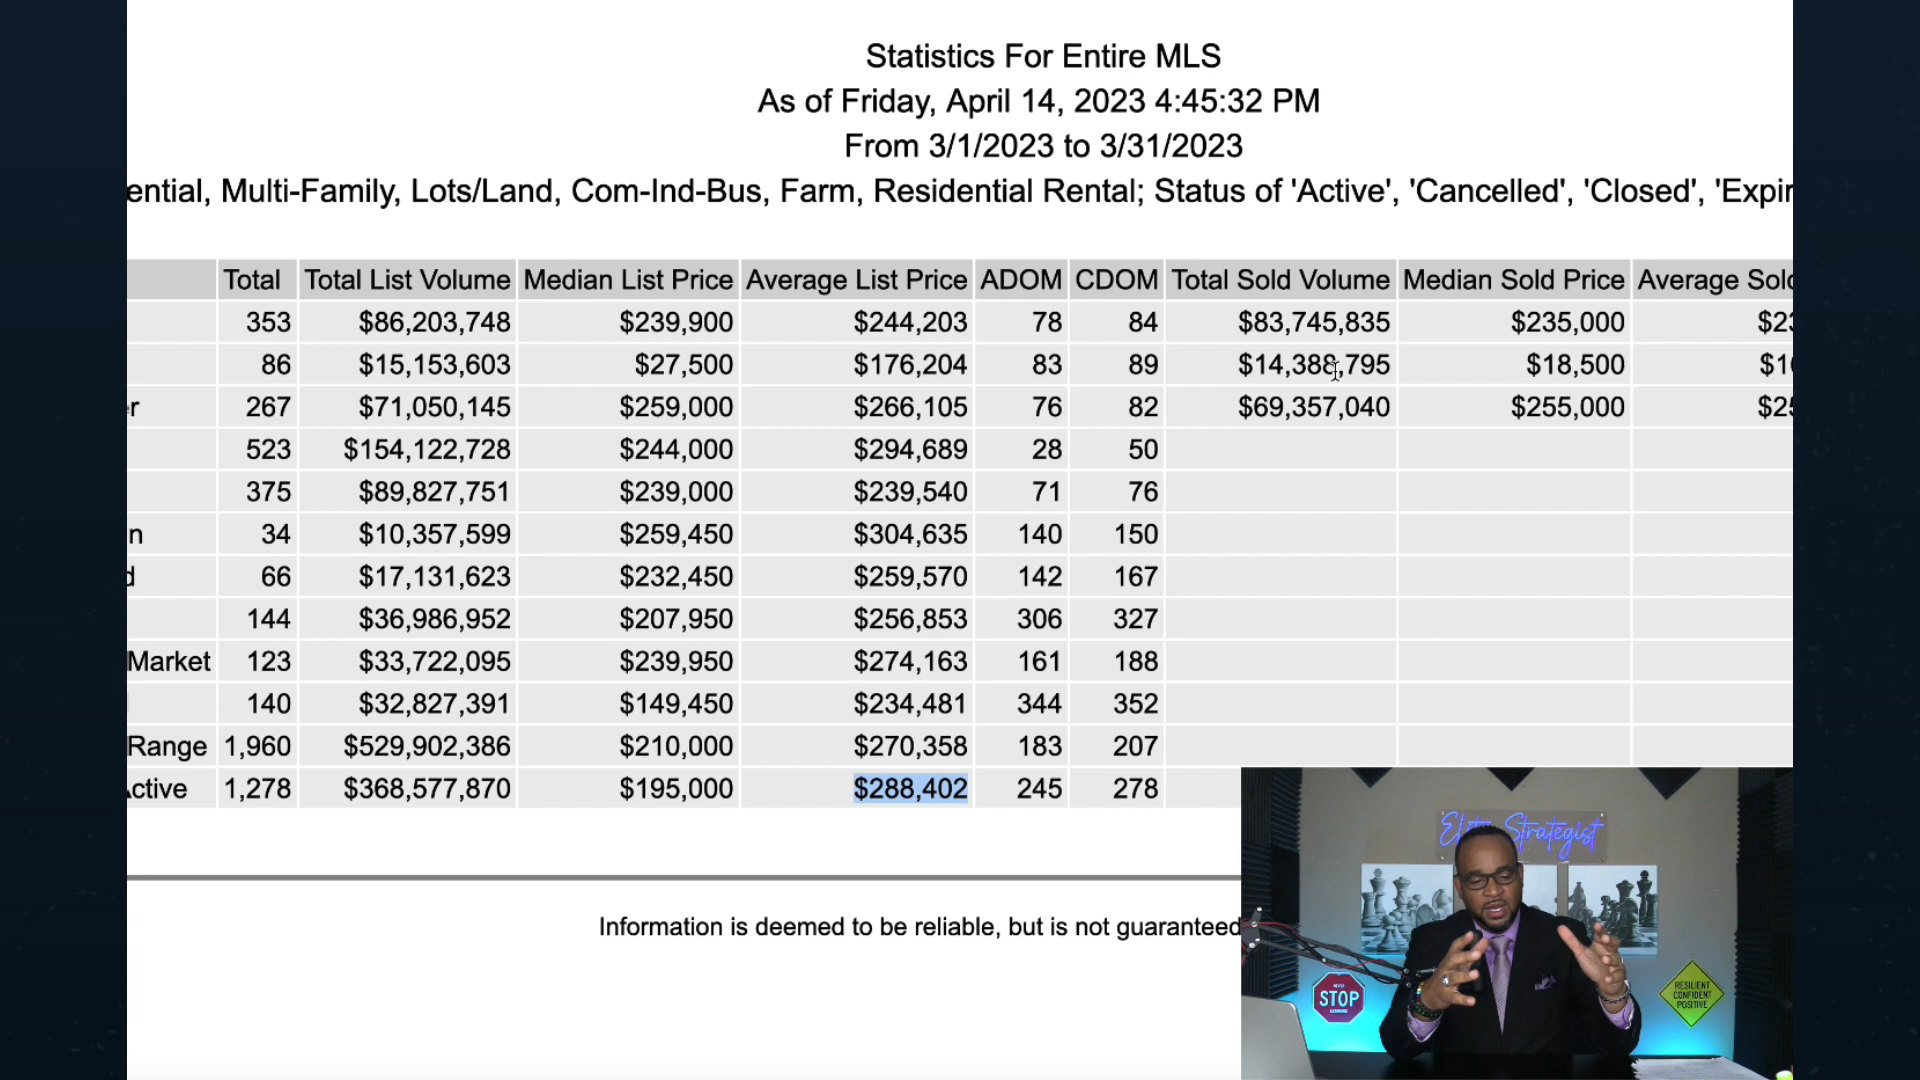 Statistics For Entire MLS
As of Friday, April 14, 2023 4:45:32 PM
From 3/1/2023 to 3/31/2023
ential, Multi-Family, Lots/Land, Com-Ind-Bus, Farm, Residential Rental; Status of 'Active', 'Cancelled', 'Closed', 'Expir
Total Total List Volume Median List Price Average List Price ADOM CDOM Total Sold Volume Median Sold Price Average Sold
353 $86,203,748 $239,900 $244,203 78 84 $83,745,835 $235,000 $23
86 $15,153,603 $27,500 $176,204 83 89 $14,388,795 $18,500 $16
r 267 $71,050,145 $259,000 $266,105 76 82 $69,357,040 $255,000 $25
523 $154,122,728 $244,000 $294,689 28 50
375 $89,827,751 $239,000 $239,540 71 76
n 34 $10,357,599 $259,450 $304,635 140 150
d 66 $17,131,623 $232,450 $259,570 142 167
144 $36,986,952 $207,950 $256,853 306 327
Market 123 $33,722,095 $239,950 $274,163 161 188
140 $32,827,391 $149,450 $234,481 344 352
Range 1,960 $529,902,386 $210,000 $270,358 183 207
ctive 1,278 $368,577,870 $195,000 $288,402 245 278
Information is deemed to be reliable, but is not guaranteed
Strategist
NEVER
STOP
LEARNING
RESILIENT
CONFIDENT
POSITIVE